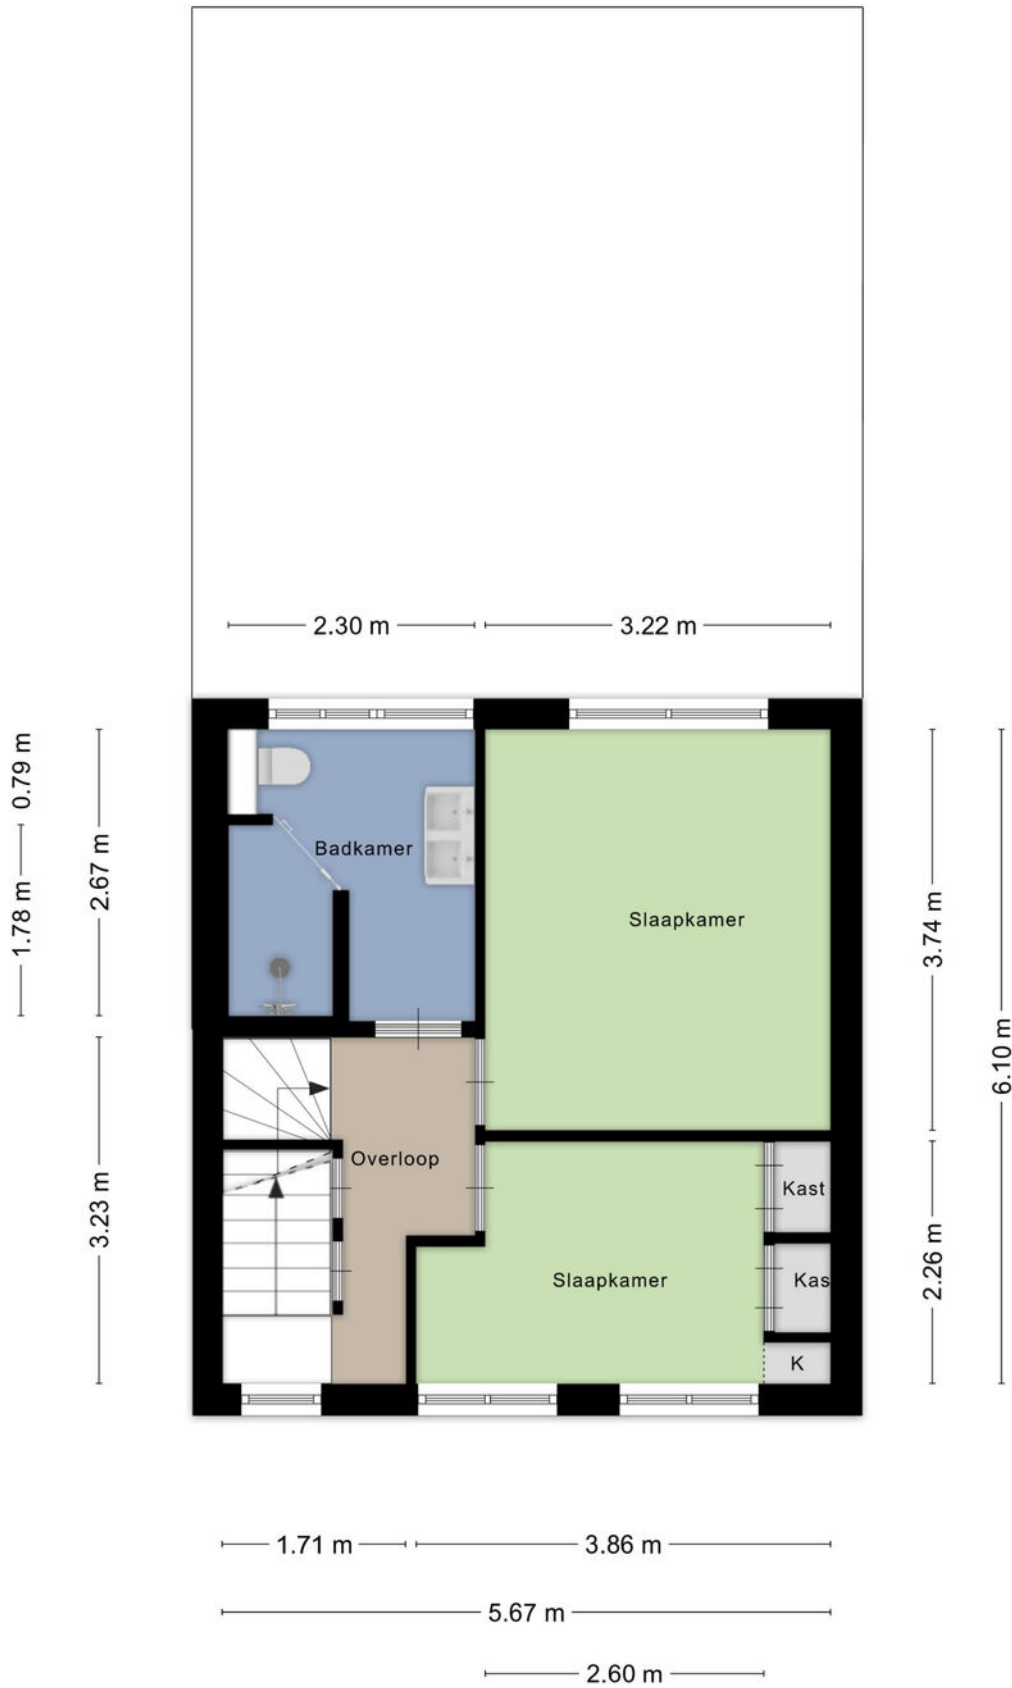 2.30 m
3.22 m
0.79 m
1.78 m
2.67 m
Badkamer
Slaapkamer
3.74 m
6.10 m
3.23 m
Overloop
Kast
2.26 m
Slaapkamer
Kas
K
1.71 m
3.86 m
5.67 m
2.60 m